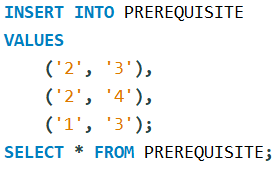 INSERT INTO PREREQUISITE
VALUES
    ('2', '3'),
    ('2', '4'),
    ('1', '3');
SELECT * FROM PREREQUISITE;